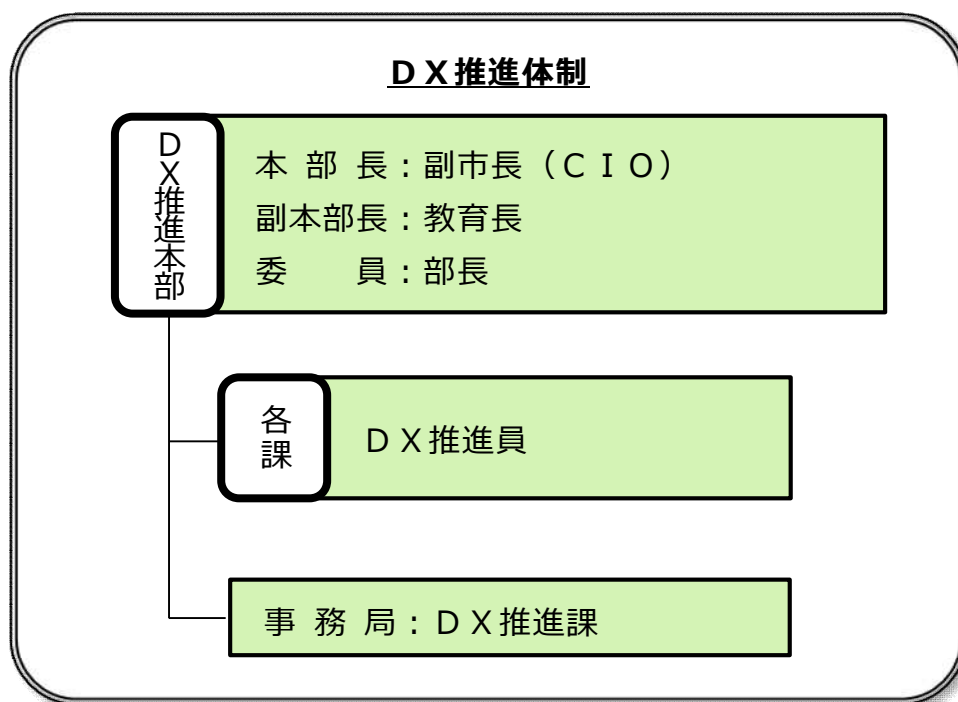 ＤＸ推進体制
ＤＸ推進本部
本 部 長：副市長（ＣＩＯ）
副本部長：教育長
委　　員：部長
各課
ＤＸ推進員
事 務 局：ＤＸ推進課